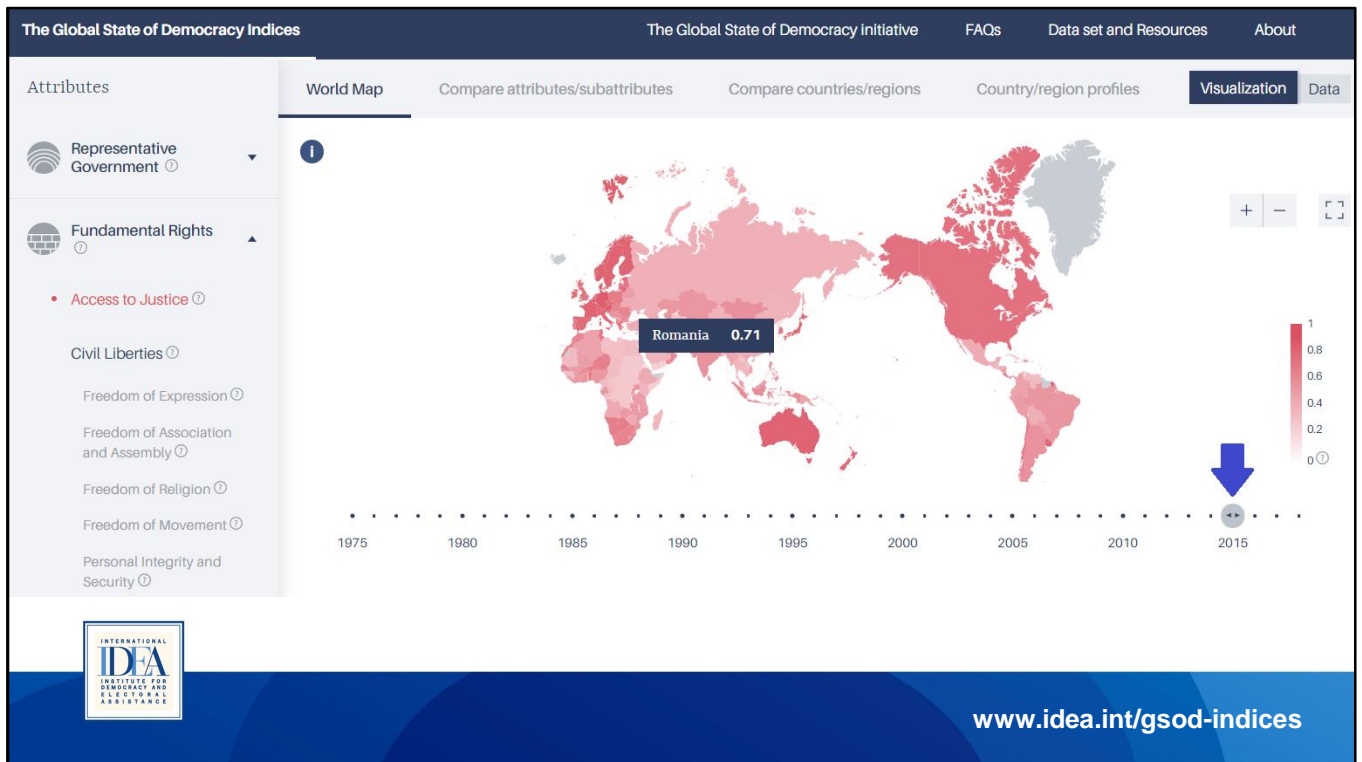 The Global State of Democracy Indices
The Global State of Democracy initiative
FAQs
Data set and Resources
About
Attributes
World Map
Compare attributes/subattributes
Compare countries/regions
Country/region profiles
Visualization
Data
Representative
Government ?
Fundamental Rights
?
Access to Justice ?
Civil Liberties ?
Freedom of Expression ?
Freedom of Association
and Assembly ?
Freedom of Religion ?
Freedom of Movement ?
Personal Integrity and
Security ?
i
+ −
Romania 0.71
1
0.8
0.6
0.4
0.2
0 ?
1975 1980 1985 1990 1995 2000 2005 2010 2015
INTERNATIONAL
IDEA
INSTITUTE FOR
DEMOCRACY AND
ELECTORAL
ASSISTANCE
www.idea.int/gsod-indices